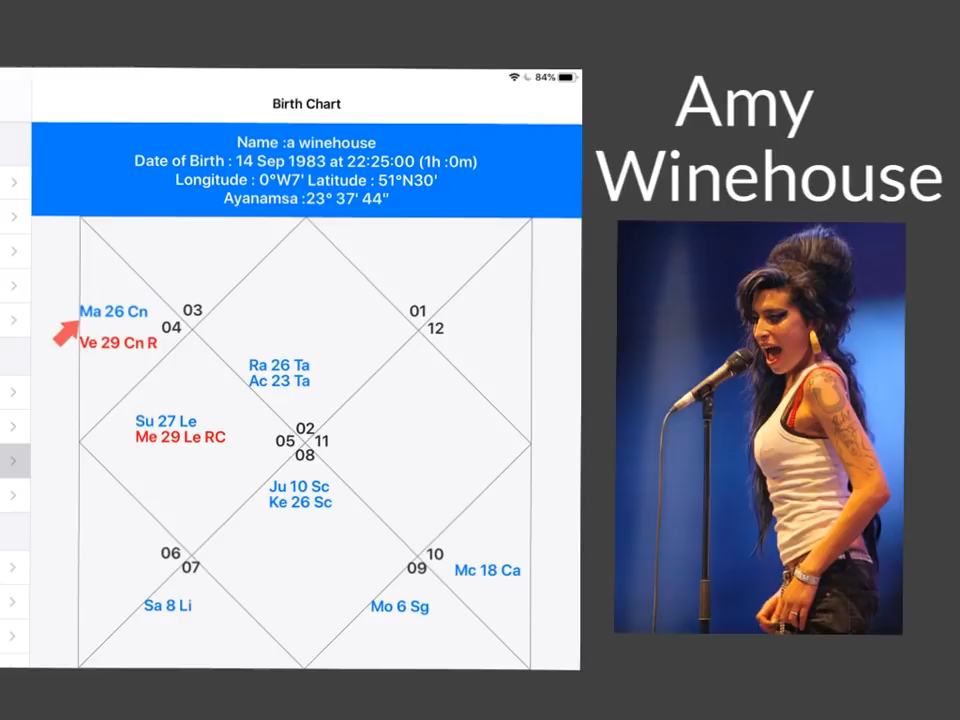 84%
Birth Chart
Name :a winehouse
Date of Birth : 14 Sep 1983 at 22:25:00 (1h :0m)
Longitude : 0°W7' Latitude : 51°N30'
Ayanamsa :23° 37' 44"
Amy
Winehouse
03
04
01
12
Ma 26 Cn
Ve 29 Cn R
Ra 26 Ta
Ac 23 Ta
Su 27 Le
Me 29 Le RC
02
05
11
08
Ju 10 Sc
Ke 26 Sc
06
07
10
09
Mc 18 Ca
Sa 8 Li
Mo 6 Sg